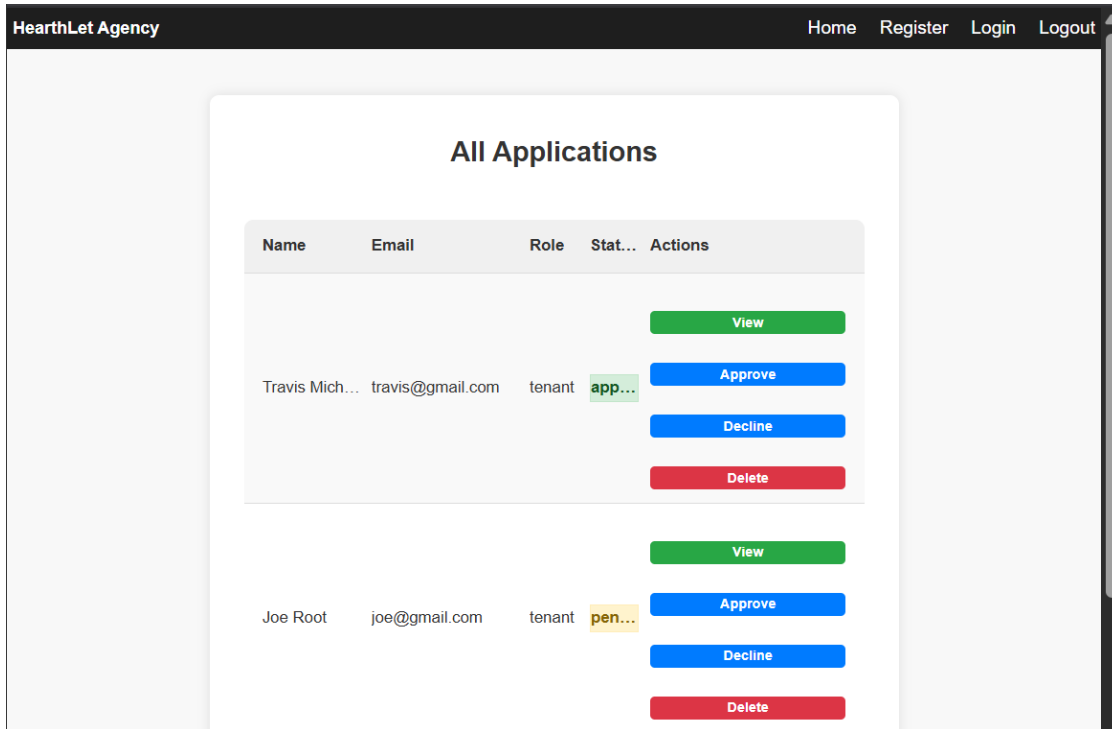 HearthLet Agency Home Register Login Logout
All Applications
Name Email Role Stat… Actions
View
Approve
Travis Mich… travis@gmail.com tenant app…
Decline
Delete
View
Approve
Joe Root joe@gmail.com tenant pen…
Decline
Delete